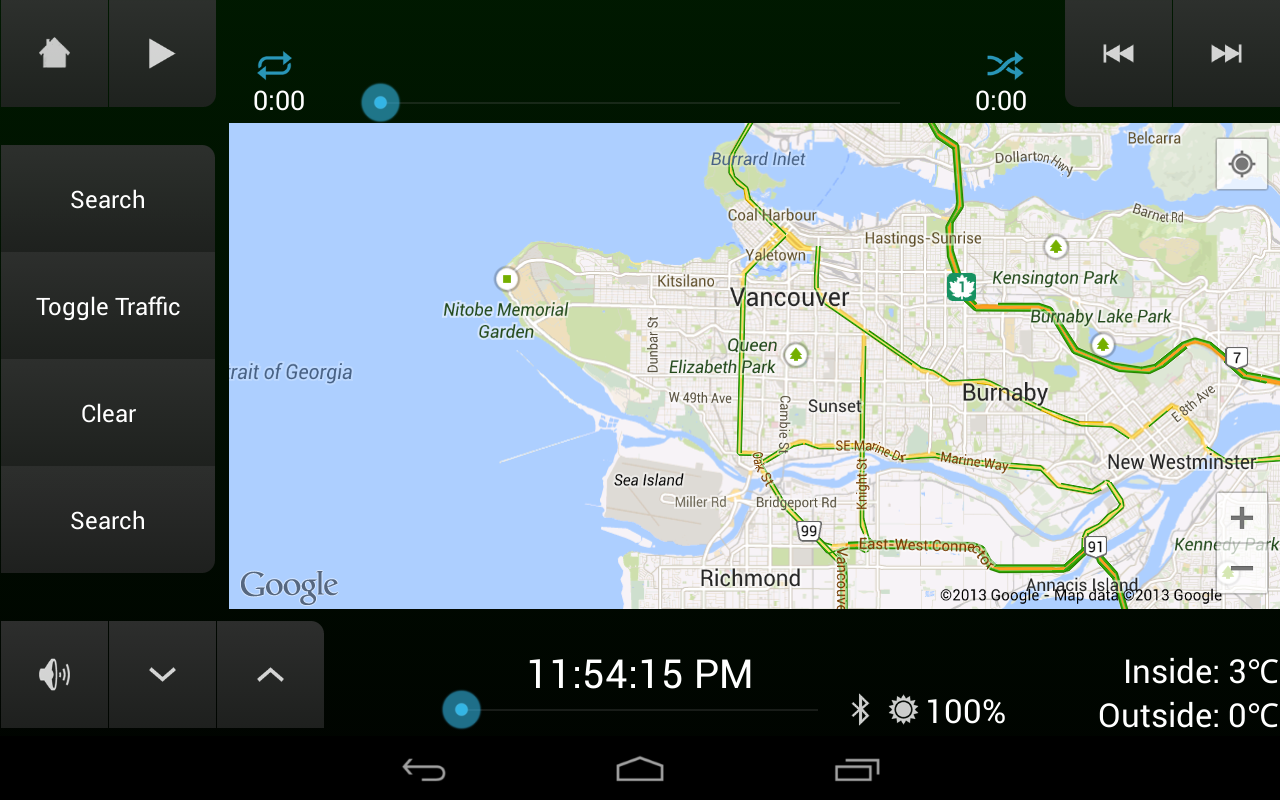 0:00
0:00
Search
Toggle Traffic
Clear
Search
Belcarra
Burrard Inlet
Dollarton Hwy
Coal Harbour
Barnet Rd
Hastings-Sunrise
Yaletown
Kitsilano
Kensington Park
1
Vancouver
Nitobe Memorial
Garden
Burnaby Lake Park
Dunbar St
Queen
Elizabeth Park
7
rait of Georgia
Burnaby
W 49th Ave
Sunset
Cambie St
E 8th Ave
SE Marine Dr
Marine Way
New Westminster
Oak St
Knight St
Sea Island
Miller Rd
Bridgeport Rd
99
East-West Connector
91
Kennedy Park
Vancouve
Richmond
Annacis Island
Google
©2013 Google - Map data ©2013 Google
11:54:15 PM
100%
Inside: 3°C
Outside: 0°C